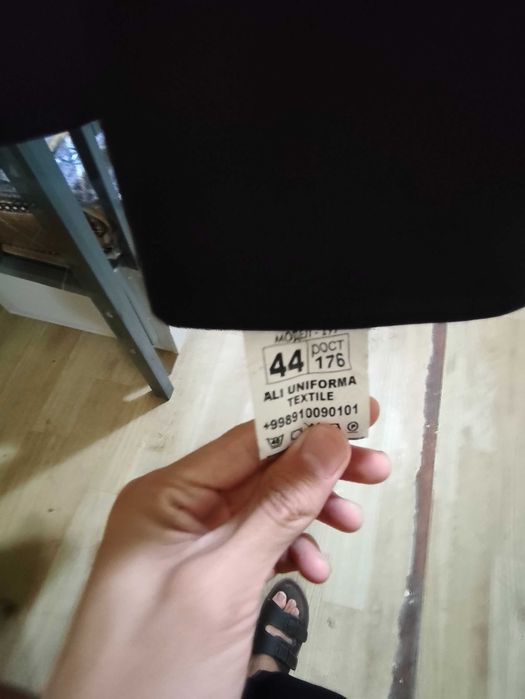 44 РОСТ
176
ALI UNIFORMA
TEXTILE
+998910090101